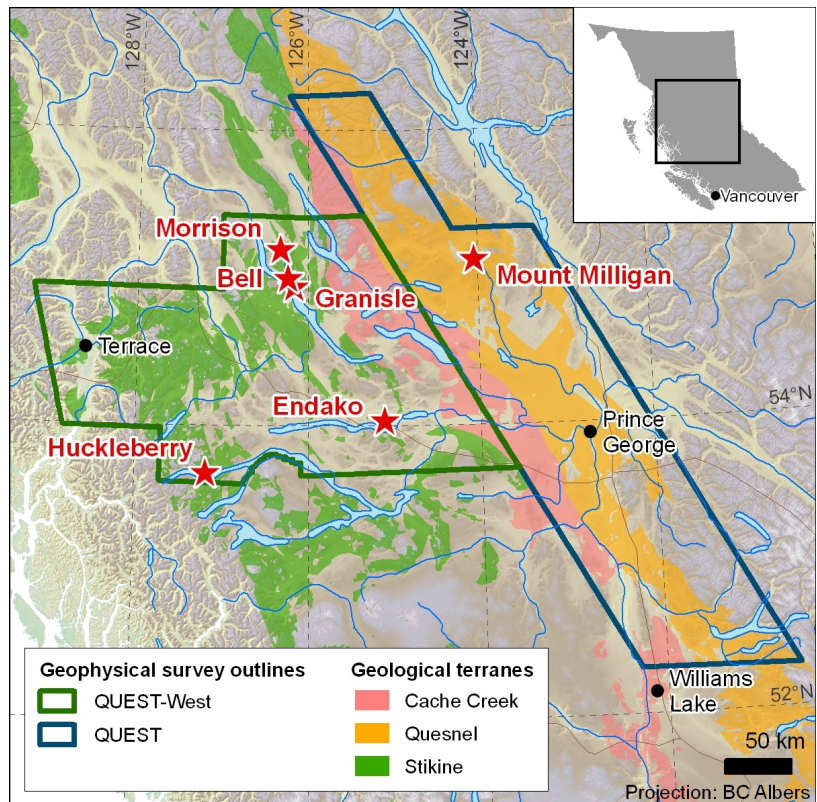 128°W
126°W
124°W
Vancouver
Morrison
Bell
Granisle
Mount Milligan
Terrace
Endako
54°N
Prince
George
Huckleberry
Geophysical survey outlines
QUEST-West
QUEST
Geological terranes
Cache Creek
Quesnel
Stikine
Williams
Lake
52°N
50 km
Projection: BC Albers